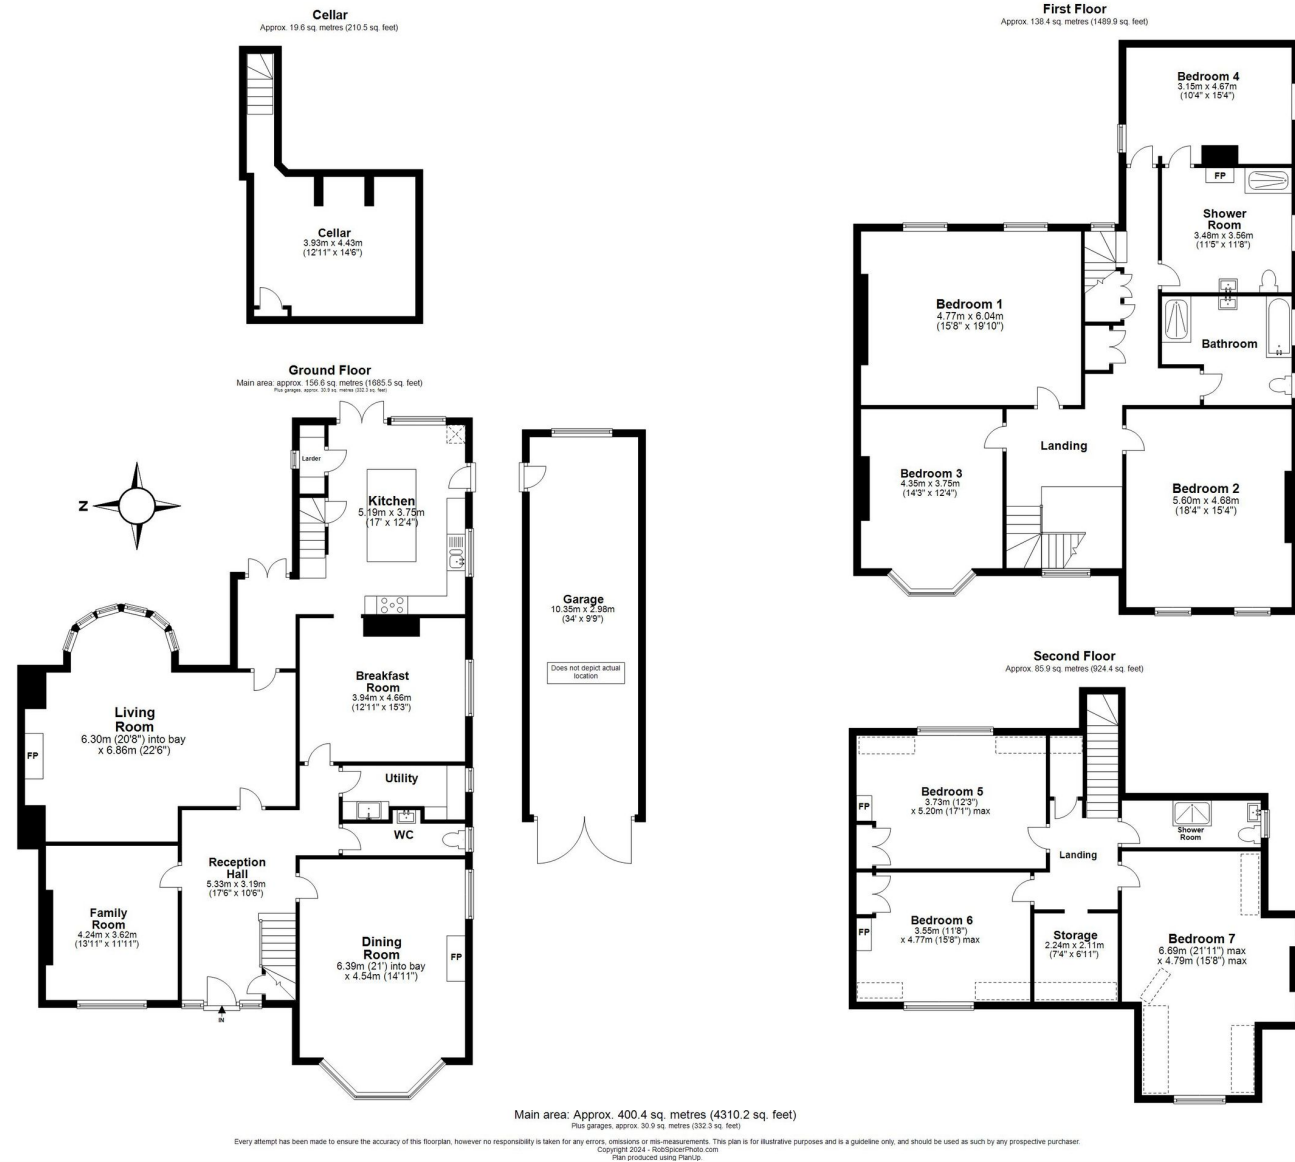 Cellar
Approx. 19.6 sq. metres (210.5 sq. feet)
Cellar
3.93m x 4.43m
(12'11" x 14'6")
Ground Floor
Main area: approx. 156.6 sq. metres (1685.5 sq. feet)
Plus garages, approx. 30.9 sq. metres (332.3 sq. feet)
Larder
Kitchen
5.19m x 3.75m
(17' x 12'4")
N
Garage
10.35m x 2.98m
(34' x 9'9")
Does not depict actual
location
Breakfast
Room
3.94m x 4.66m
(12'11" x 15'3")
Living
Room
6.30m (20'8") into bay
x 6.86m (22'6")
FP
Utility
WC
Reception
Hall
5.33m x 3.19m
(17'6" x 10'6")
Family
Room
4.24m x 3.62m
(13'11" x 11'11")
Dining
Room
6.39m (21') into bay
x 4.54m (14'11")
FP
IN
First Floor
Approx. 138.4 sq. metres (1489.9 sq. feet)
Bedroom 4
3.15m x 4.67m
(10'4" x 15'4")
FP
Shower
Room
3.48m x 3.56m
(11'5" x 11'8")
Bedroom 1
4.77m x 6.04m
(15'8" x 19'10")
Bathroom
Landing
Bedroom 3
4.35m x 3.75m
(14'3" x 12'4")
Bedroom 2
5.60m x 4.68m
(18'4" x 15'4")
Second Floor
Approx. 85.9 sq. metres (924.4 sq. feet)
Bedroom 5
3.73m (12'3")
x 5.20m (17'1") max
FP
Shower
Room
Landing
Bedroom 6
3.55m (11'8")
x 4.77m (15'8") max
FP
Storage
2.24m x 2.11m
(7'4" x 6'11")
Bedroom 7
6.69m (21'11") max
x 4.79m (15'8") max
Main area: Approx. 400.4 sq. metres (4310.2 sq. feet)
Plus garages, approx. 30.9 sq. metres (332.3 sq. feet)
Every attempt has been made to ensure the accuracy of this floorplan, however no responsibility is taken for any errors, omissions or mis-measurements. This plan is for illustrative purposes and is a guideline only, and should be used as such by any prospective purchaser.
Copyright 2024 - RobSpicerPhoto.com
Plan produced using PlanUp.